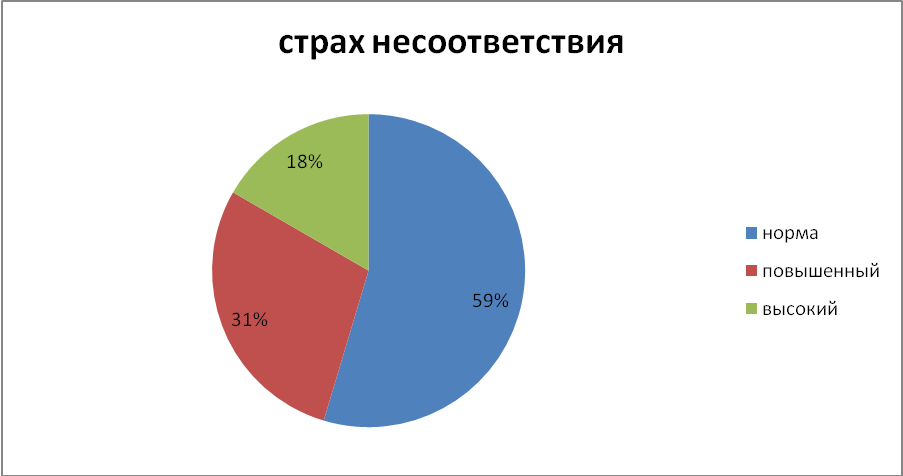 страх несоответствия
18%
59%
31%
норма
повышенный
высокий